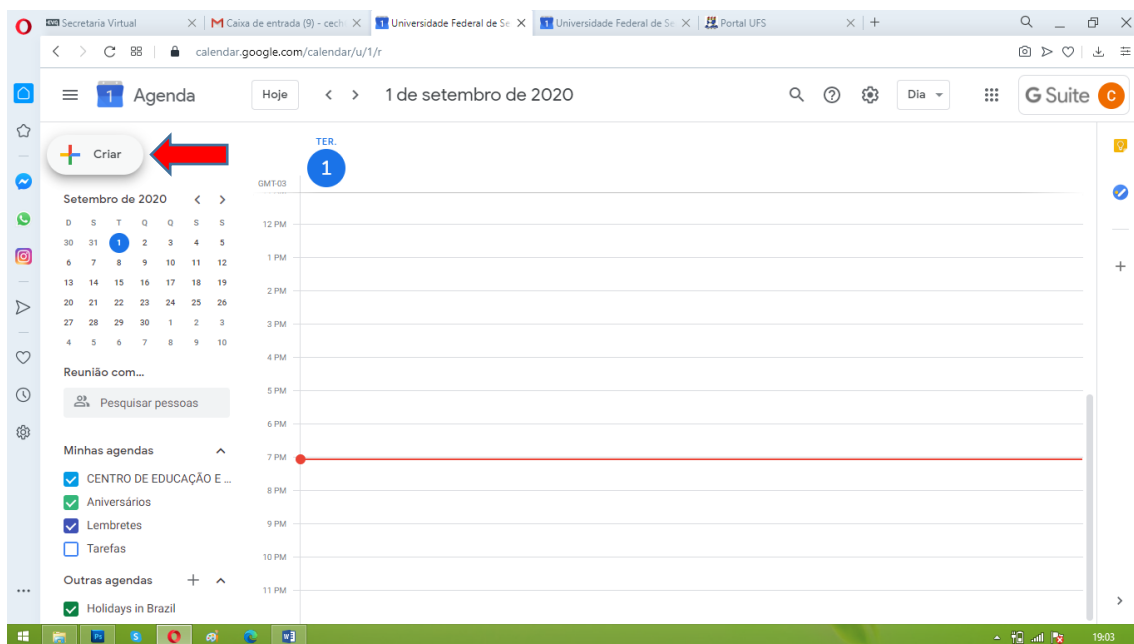 Secretaria Virtual
Caixa de entrada (9) - cech
Universidade Federal de Se
Universidade Federal de Se
Portal UFS
calendar.google.com/calendar/u/1/r
1 Agenda
Hoje
1 de setembro de 2020
Dia
G Suite
C
Criar
TER.
1
GMT-03
Setembro de 2020
D S T Q Q S S
30 31 1 2 3 4 5
6 7 8 9 10 11 12
13 14 15 16 17 18 19
20 21 22 23 24 25 26
27 28 29 30 1 2 3
4 5 6 7 8 9 10
Reunião com...
Pesquisar pessoas
Minhas agendas
CENTRO DE EDUCAÇÃO E ...
Aniversários
Lembretes
Tarefas
Outras agendas
Holidays in Brazil
12 PM
1 PM
2 PM
3 PM
4 PM
5 PM
6 PM
7 PM
8 PM
9 PM
10 PM
11 PM
19:03